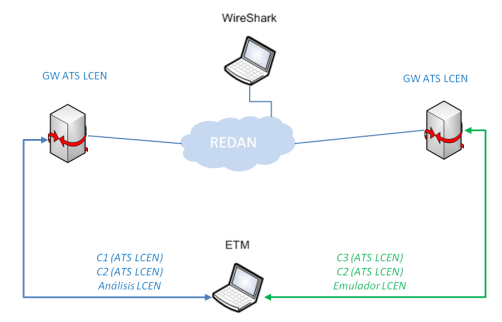 WireShark
GW ATS LCEN
GW ATS LCEN
REDAN
ETM
C1 (ATS LCEN)
C2 (ATS LCEN)
Análisis LCEN
C3 (ATS LCEN)
C2 (ATS LCEN)
Emulador LCEN